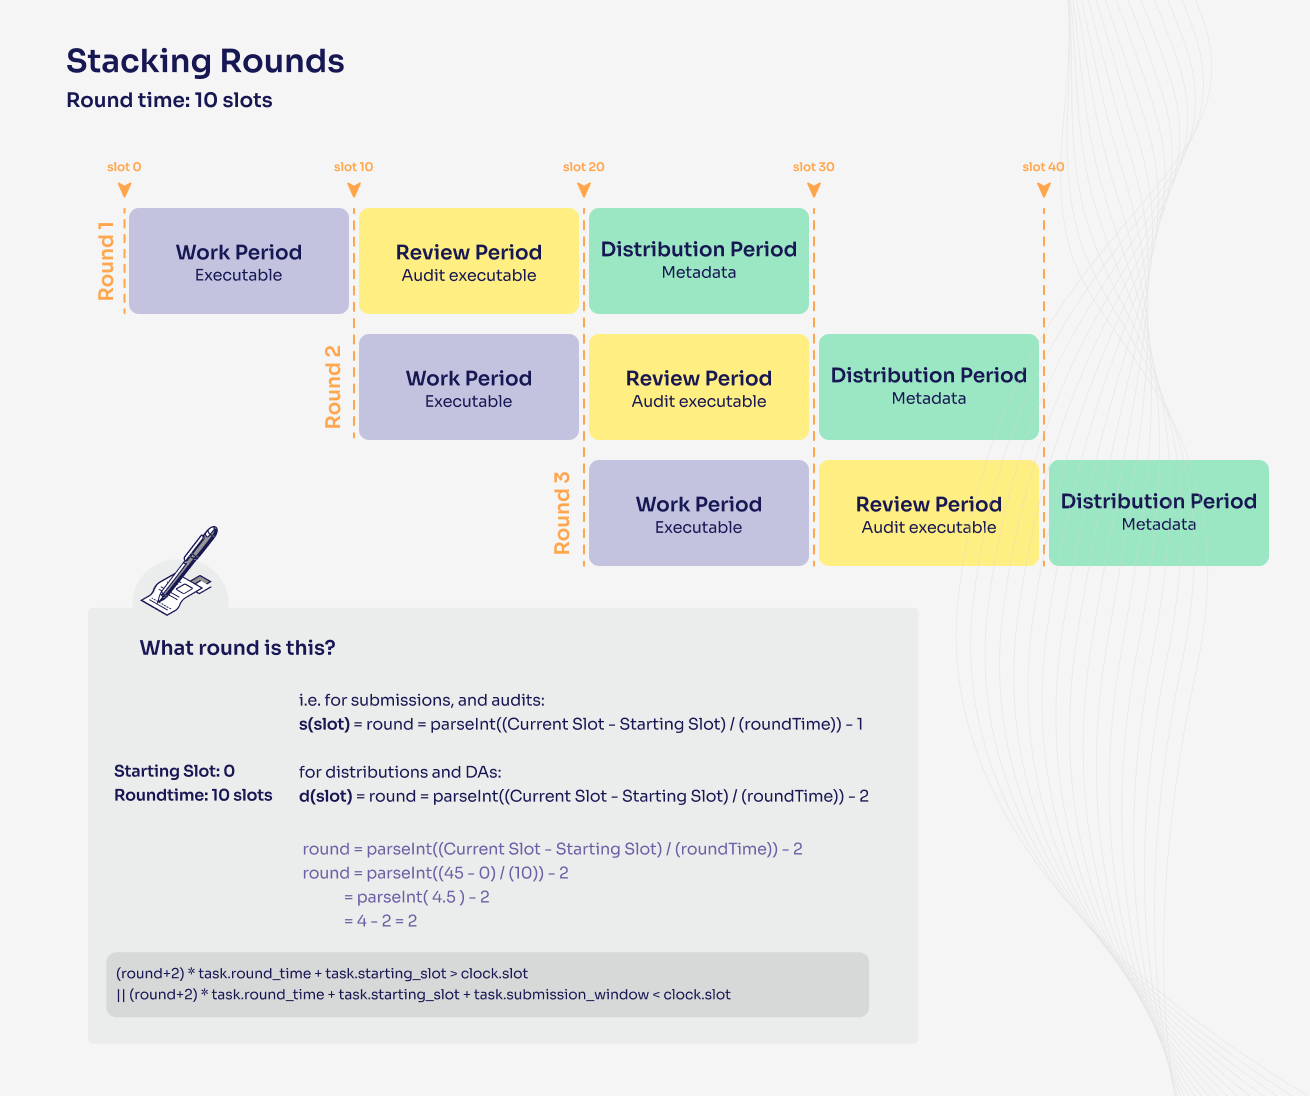 Stacking Rounds
Round time: 10 slots
slot 0
slot 10
slot 20
slot 30
slot 40
Round 1
Work Period
Executable
Review Period
Audit executable
Distribution Period
Metadata
Round 2
Work Period
Executable
Review Period
Audit executable
Distribution Period
Metadata
Round 3
Work Period
Executable
Review Period
Audit executable
Distribution Period
Metadata
What round is this?
i.e. for submissions, and audits:
s(slot) = round = parseInt((Current Slot - Starting Slot) / (roundTime)) - 1
Starting Slot: 0
Roundtime: 10 slots
for distributions and DAs:
d(slot) = round = parseInt((Current Slot - Starting Slot) / (roundTime)) - 2
round = parseInt((Current Slot - Starting Slot) / (roundTime)) - 2
round = parseInt((45 - 0) / (10)) - 2
= parseInt( 4.5 ) - 2
= 4 - 2 = 2
(round+2) * task.round_time + task.starting_slot > clock.slot
|| (round+2) * task.round_time + task.starting_slot + task.submission_window < clock.slot